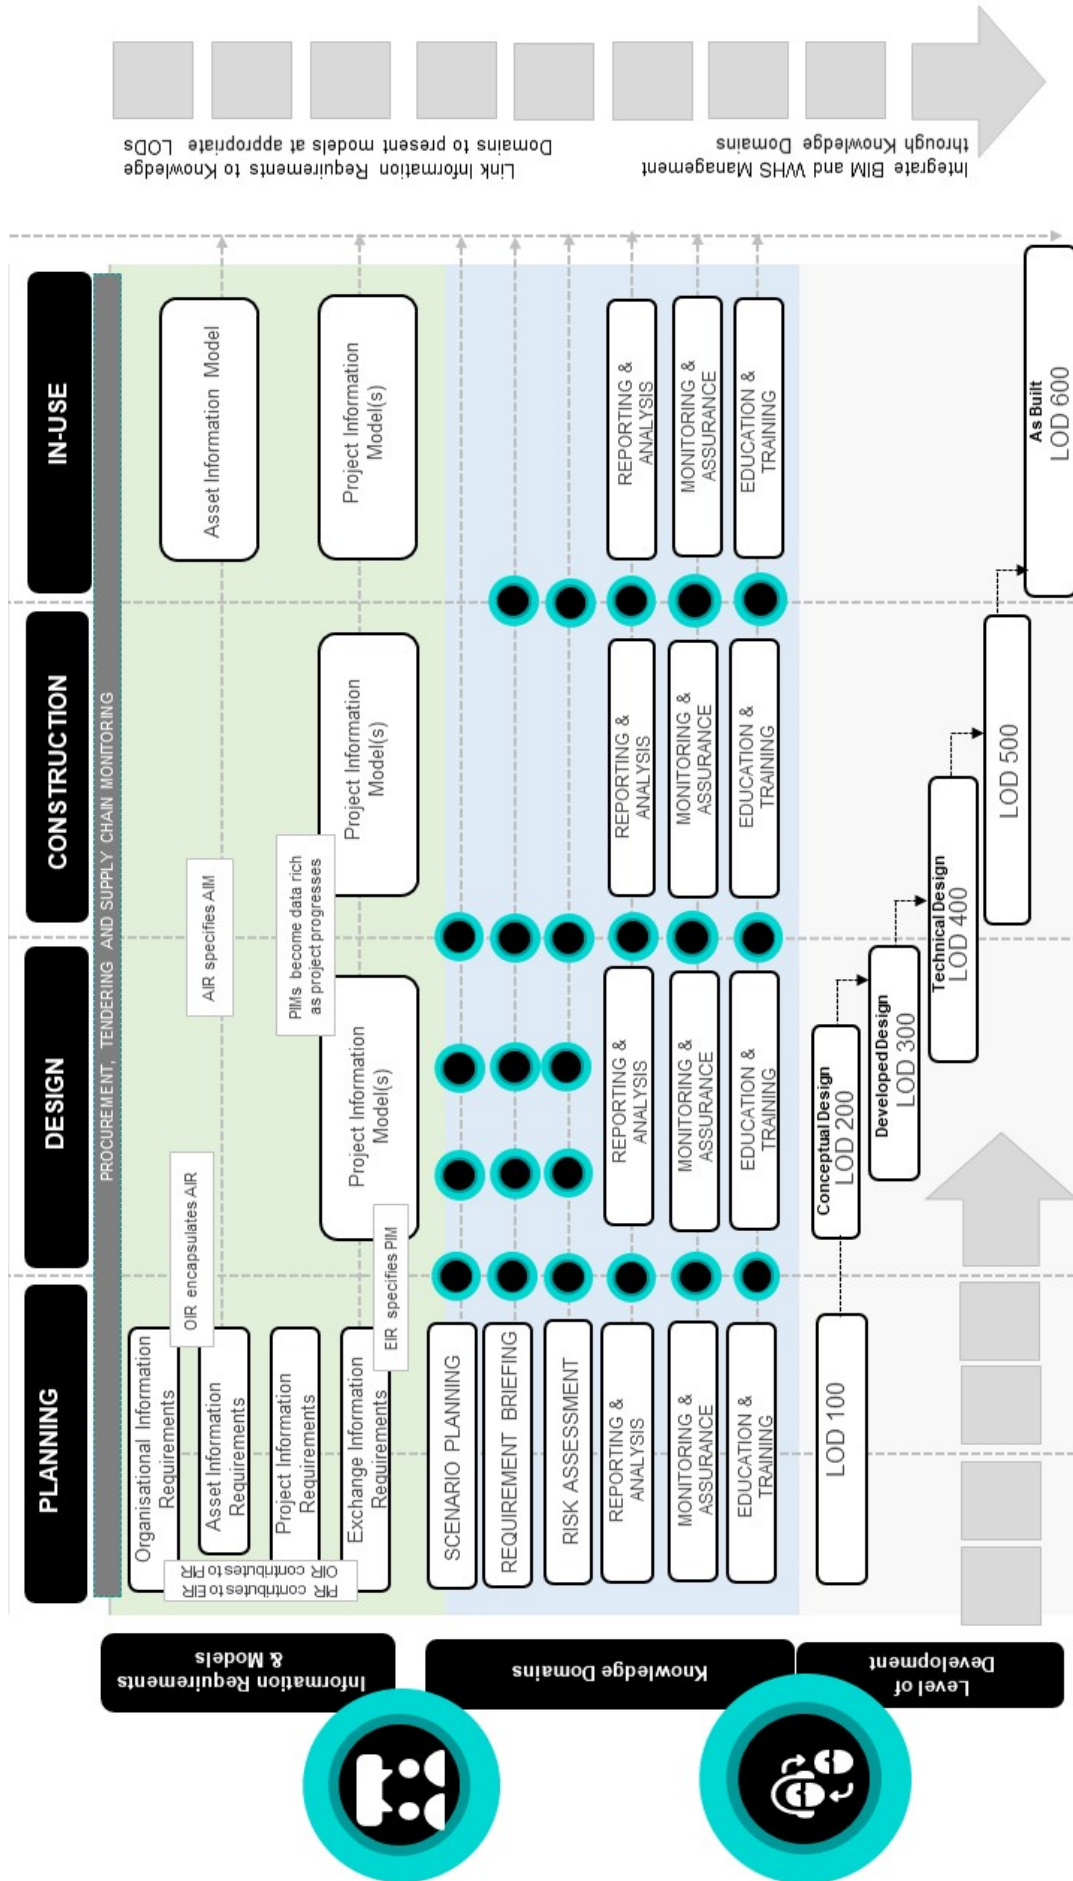 PLANNING
DESIGN
CONSTRUCTION
IN-USE
PROCUREMENT, TENDERING AND SUPPLY CHAIN MONITORING
Information Requirements
& Models
Organisational Information
Requirements
Asset Information
Requirements
Project Information
Requirements
Exchange Information
Requirements
OIR contributes to PIR
PIR contributes to EIR
OIR encapsulates AIR
EIR specifies PIM
AIR specifies AIM
PIMs become data rich
as project progresses
Project Information
Model(s)
Project Information
Model(s)
Asset Information Model
Project Information
Model(s)
Link Information Requirements to Knowledge
Domains to present models at appropriate LODs
Knowledge Domains
SCENARIO PLANNING
REQUIREMENT BRIEFING
RISK ASSESSMENT
REPORTING &
ANALYSIS
REPORTING &
ANALYSIS
REPORTING &
ANALYSIS
REPORTING &
ANALYSIS
MONITORING &
ASSURANCE
MONITORING &
ASSURANCE
MONITORING &
ASSURANCE
MONITORING &
ASSURANCE
EDUCATION &
TRAINING
EDUCATION &
TRAINING
EDUCATION &
TRAINING
EDUCATION &
TRAINING
Integrate BIM and WHS Management
through Knowledge Domains
Level of
Development
LOD 100
Conceptual Design
LOD 200
Developed Design
LOD 300
Technical Design
LOD 400
LOD 500
As Built
LOD 600